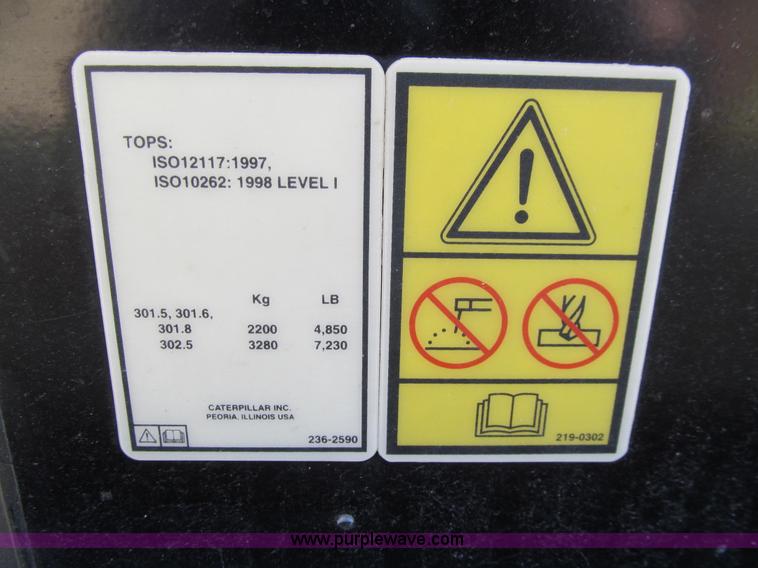 TOPS:
ISO12117:1997,
ISO10262: 1998 LEVEL I
Kg LB
301.5, 301.6,
301.8 2200 4,850
302.5 3280 7,230
CATERPILLAR INC.
PEORIA, ILLINOIS USA
236-2590
219-0302
www.purplewave.com